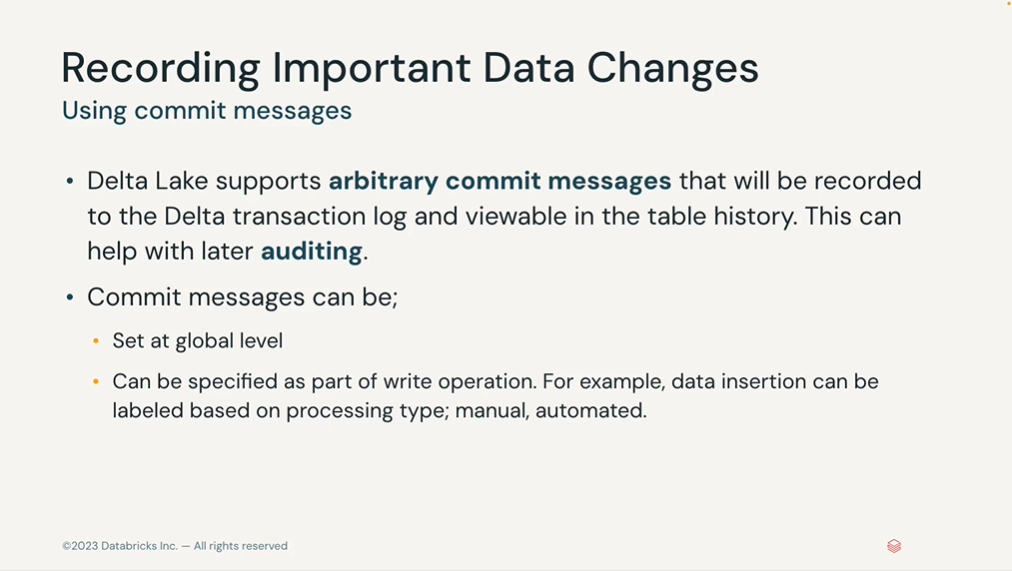 Recording Important Data Changes
Using commit messages
• Delta Lake supports arbitrary commit messages that will be recorded
to the Delta transaction log and viewable in the table history. This can
help with later auditing.
• Commit messages can be;
• Set at global level
• Can be specified as part of write operation. For example, data insertion can be
labeled based on processing type; manual, automated.
©2023 Databricks Inc. — All rights reserved